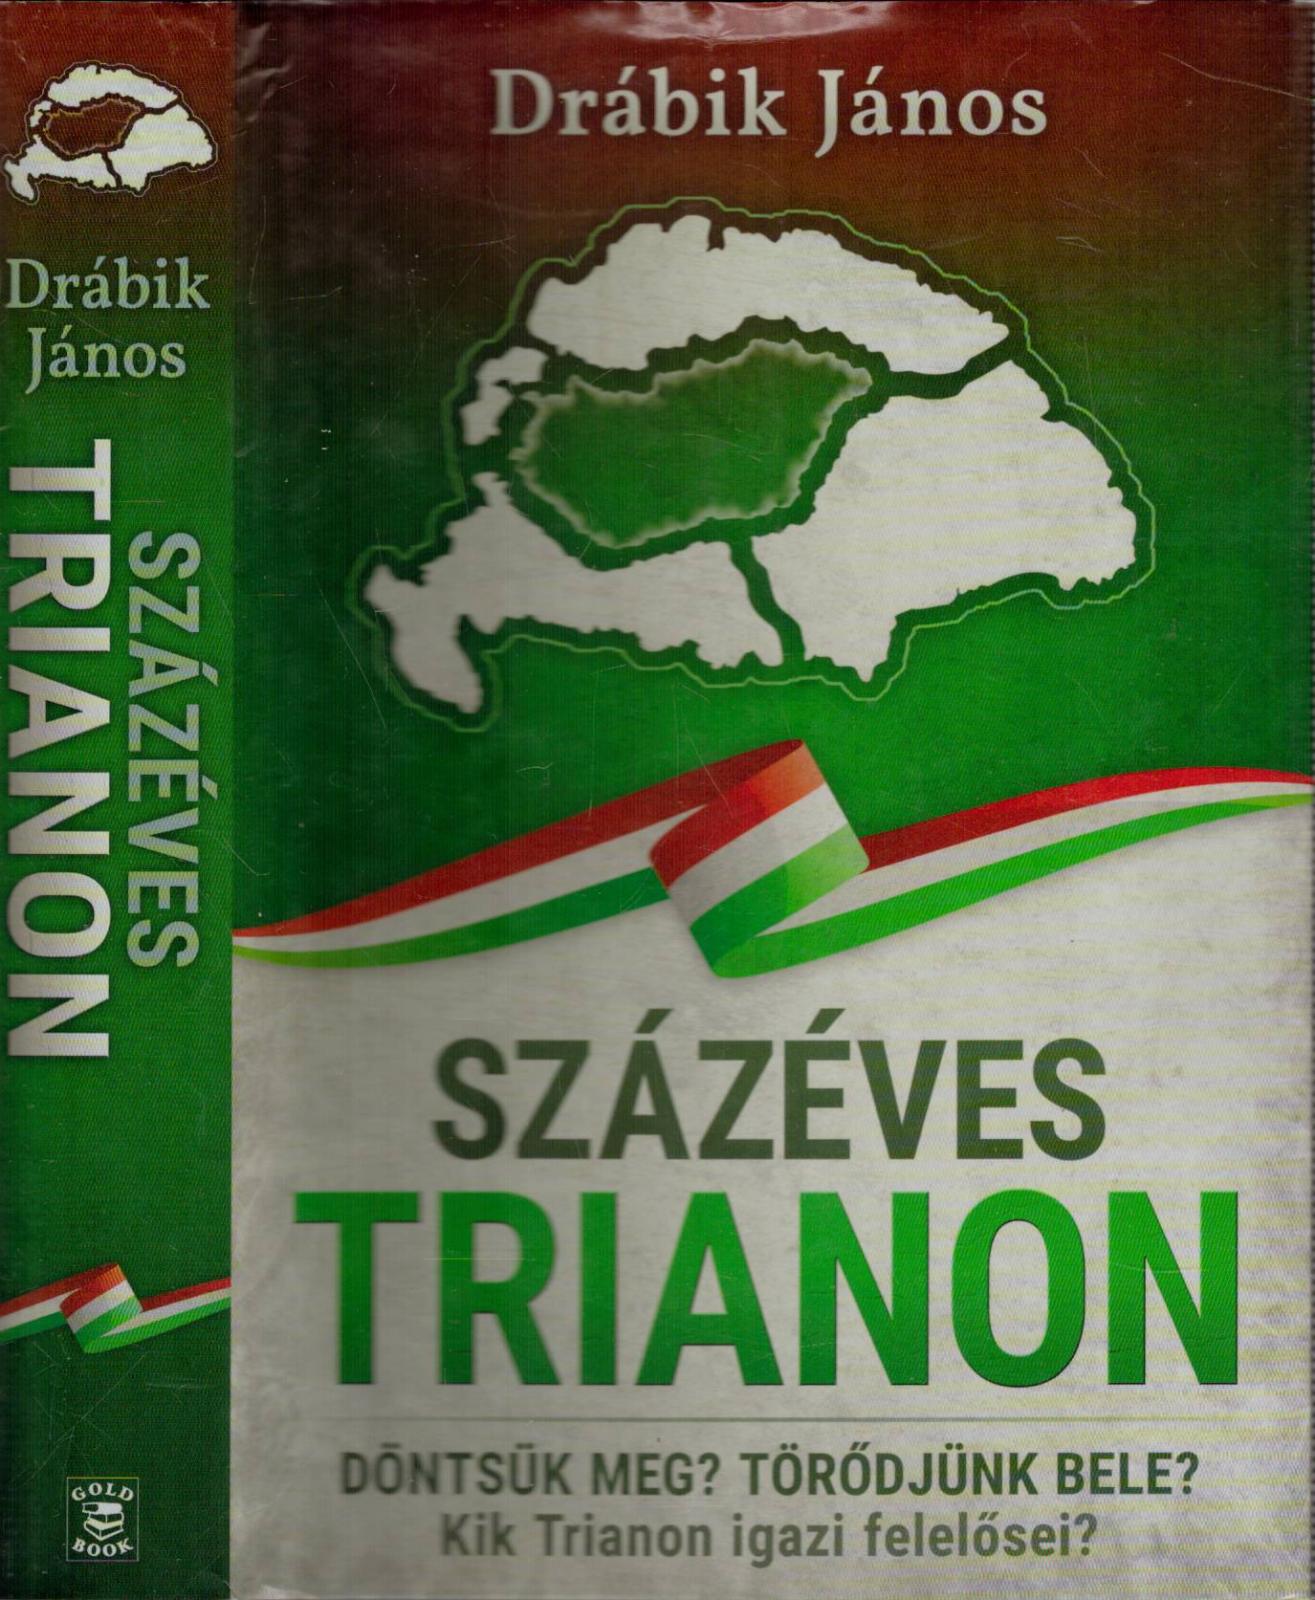 Drábik
János
SZÁZÉVES
TRIANON
GOLD
BOOK
Drábik János
SZÁZÉVES
TRIANON
DÖNTSÜK MEG? TÖRŐDJÜNK BELE?
Kik Trianon igazi felelősei?